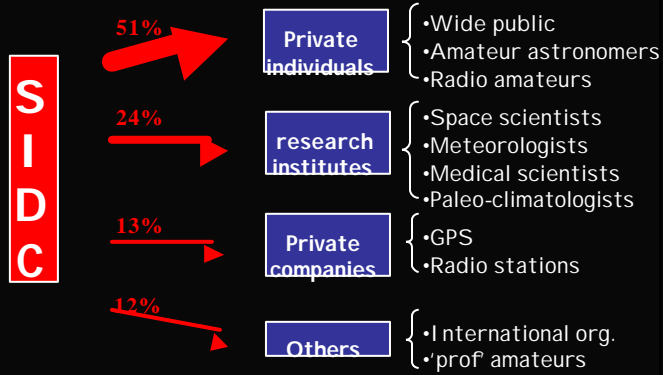 S
I
D
C
51%
Private
individuals
•Wide public
•Amateur astronomers
•Radio amateurs
24%
research
institutes
•Space scientists
•Meteorologists
•Medical scientists
•Paleo-climatologists
13%
Private
companies
•GPS
•Radio stations
12%
Others
•International org.
•'prof' amateurs